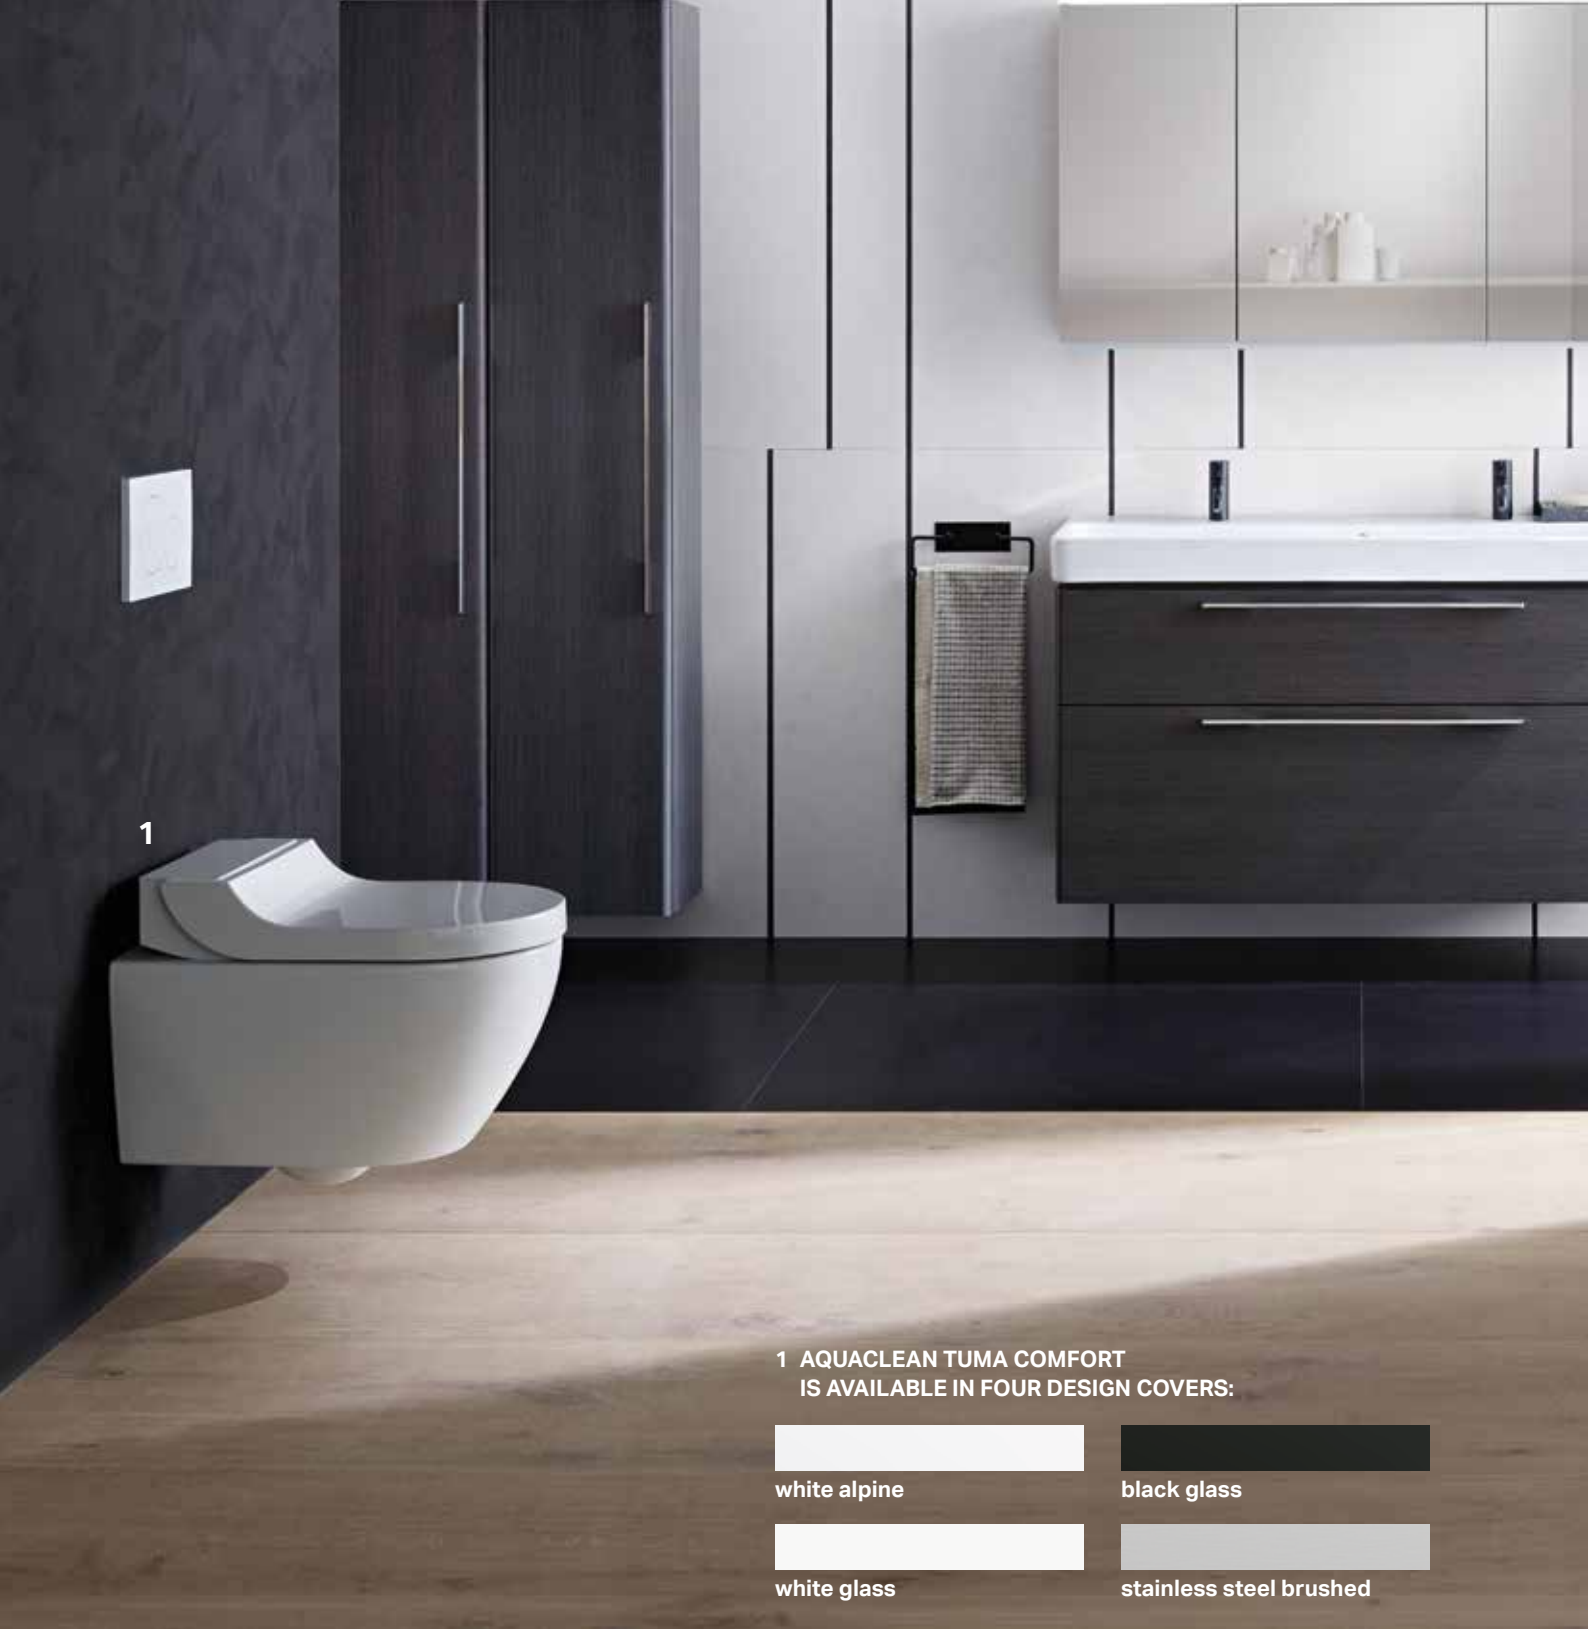 1
1 AQUACLEAN TUMA COMFORT
IS AVAILABLE IN FOUR DESIGN COVERS:
white alpine
black glass
white glass
stainless steel brushed